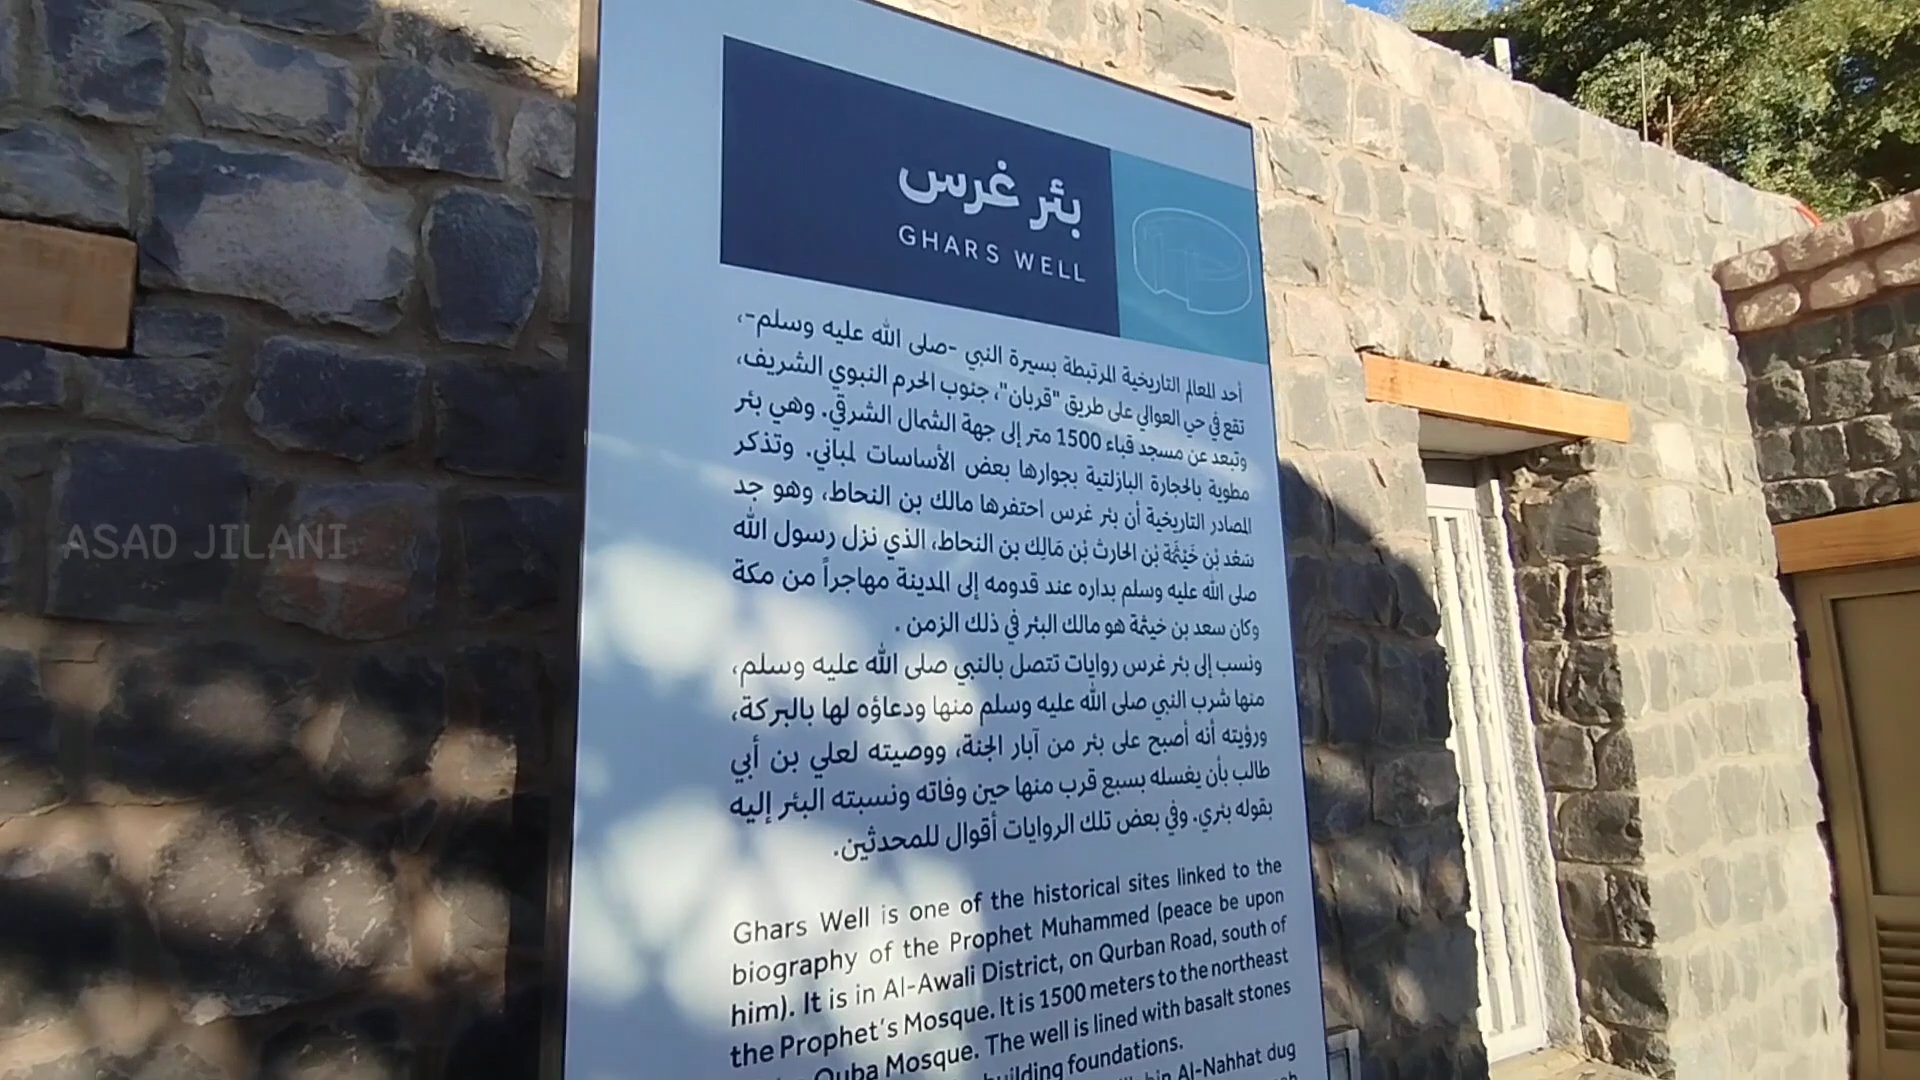 بئر غرس
GHARS WELL
أحد المعالم التاريخية المرتبطة بسيرة النبي -صلى الله عليه وسلم-،
تقع في حي العوالي على طريق "قربان"، جنوب الحرم النبوي الشريف،
وتبعد عن مسجد قباء 1500 متر إلى جهة الشمال الشرقي. وهي بئر
مطوية بالحجارة البازلتية بجوارها بعض الأساسات لمباني. وتذكر
المصادر التاريخية أن بئر غرس احتفرها مالك بن النحاط، وهو جد
سَعْد بْن خَيْثَمَة بْن الحارث بْن مَالِك بن النحاط، الذي نزل رسول الله
صلى الله عليه وسلم بداره عند قدومه إلى المدينة مهاجراً من مكة
وكان سعد بن خيثمة هو مالك البئر في ذلك الزمن .
ونسب إلى بئر غرس روايات تتصل بالنبي صلى الله عليه وسلم،
منها شرب النبي صلى الله عليه وسلم منها ودعاؤه لها بالبركة،
ورؤيته أنه أصبح على بئر من آبار الجنة، ووصيته لعلي بن أبي
طالب بأن يغسله بسبع قرب منها حين وفاته ونسبته البئر إليه
بقوله بئري. وفي بعض تلك الروايات أقوال للمحدثين.
Ghars Well is one of the historical sites linked to the
biography of the Prophet Muhammed (peace be upon
him). It is in Al-Awali District, on Qurban Road, south of
the Prophet's Mosque. It is 1500 meters to the northeast
Quba Mosque. The well is lined with basalt stones
building foundations.
bin Al-Nahhat dug
ASAD JILANI